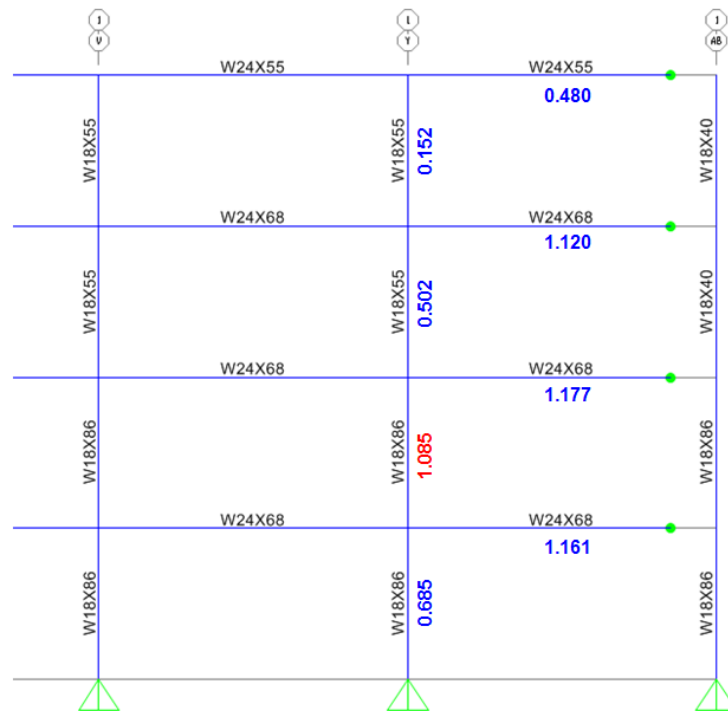 1 L 1
V Y AB
W24X55 W24X55
0.480
W18X55 W18X55 0.152 W18X40
W24X68 W24X68
1.120
W18X55 W18X55 0.502 W18X40
W24X68 W24X68
1.177
W18X86 W18X86 1.085 W18X86
W24X68 W24X68
1.161
W18X86 W18X86 0.685 W18X86